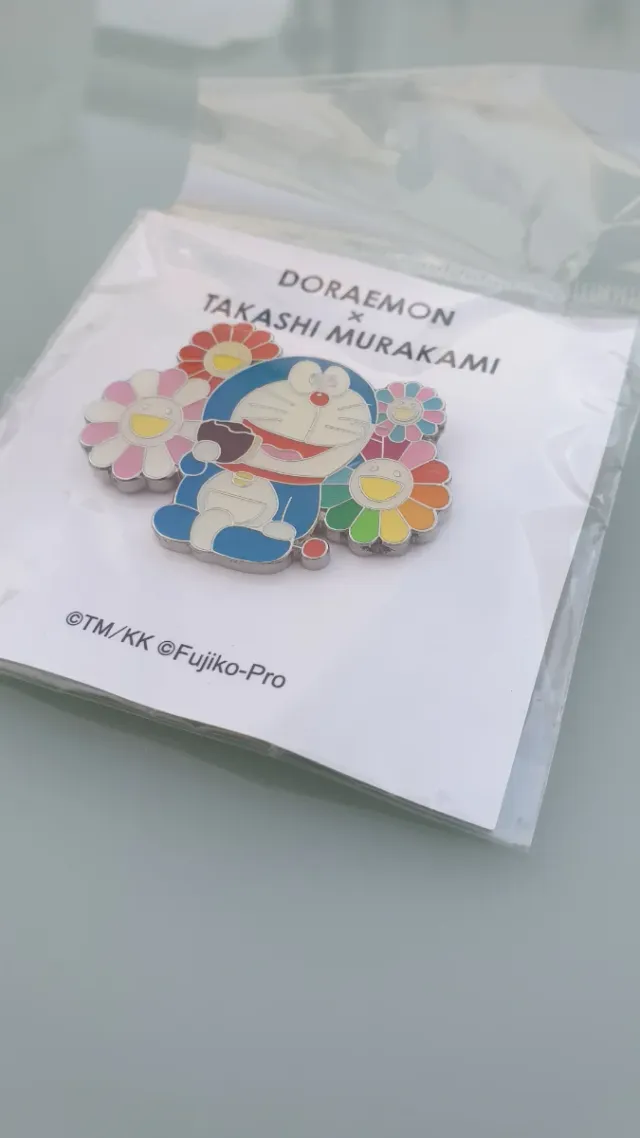 DORAEMON
×
TAKASHI MURAKAMI
©TM/KK ©Fujiko-Pro